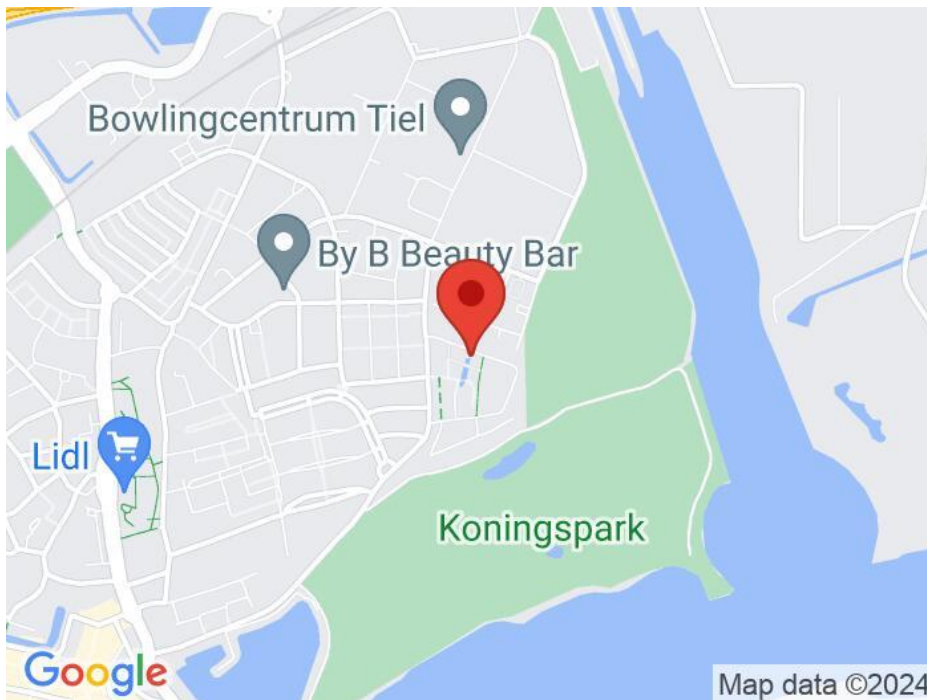 Bowlingcentrum Tiel
By B Beauty Bar
Lidl
Koningspark
Google
Map data ©2024